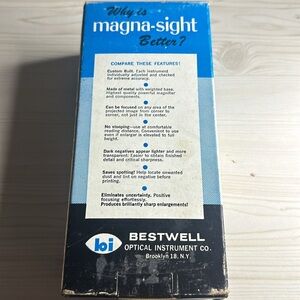 Why is
magna-sight
Better?
COMPARE THESE FEATURES!
Custom Built. Each instrument
individually adjusted and checked
for extreme accuracy.
Made of metal with weighted base.
Highest quality powerful magnifier
and components.
Can be focused on any area of the
projected image from corner to
corner, not just in the center.
No stooping—use at comfortable
reading distance. Convenient to use
even if enlarger is elevated to full
height.
Dark negatives appear lighter and more
transparent. Easier to obtain finished
detail and critical sharpness.
Saves spotting! Help locate unwanted
dust and lint on negative before
printing.
Eliminates uncertainty. Positive
focusing effortlessly.
Produces brilliantly sharp enlargements!
boi
BESTWELL
OPTICAL INSTRUMENT CO.
Brooklyn 18, N.Y.